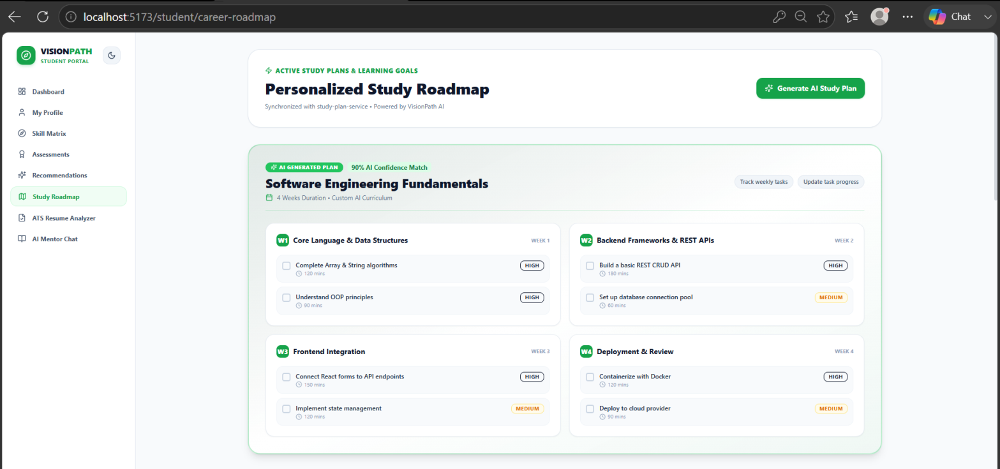 localhost:5173/student/career-roadmap
Chat
VISIONPATH
STUDENT PORTAL
Dashboard
My Profile
Skill Matrix
Assessments
Recommendations
Study Roadmap
ATS Resume Analyzer
AI Mentor Chat
ACTIVE STUDY PLANS & LEARNING GOALS
Personalized Study Roadmap
Synchronized with study-plan-service • Powered by VisionPath AI
Generate AI Study Plan
AI GENERATED PLAN 90% AI Confidence Match
Software Engineering Fundamentals
4 Weeks Duration • Custom AI Curriculum
Track weekly tasks
Update task progress
W1 Core Language & Data Structures WEEK 1
Complete Array & String algorithms HIGH
120 mins
Understand OOP principles HIGH
90 mins
W2 Backend Frameworks & REST APIs WEEK 2
Build a basic REST CRUD API HIGH
180 mins
Set up database connection pool MEDIUM
60 mins
W3 Frontend Integration WEEK 3
Connect React forms to API endpoints HIGH
150 mins
Implement state management MEDIUM
120 mins
W4 Deployment & Review WEEK 4
Containerize with Docker HIGH
120 mins
Deploy to cloud provider MEDIUM
90 mins